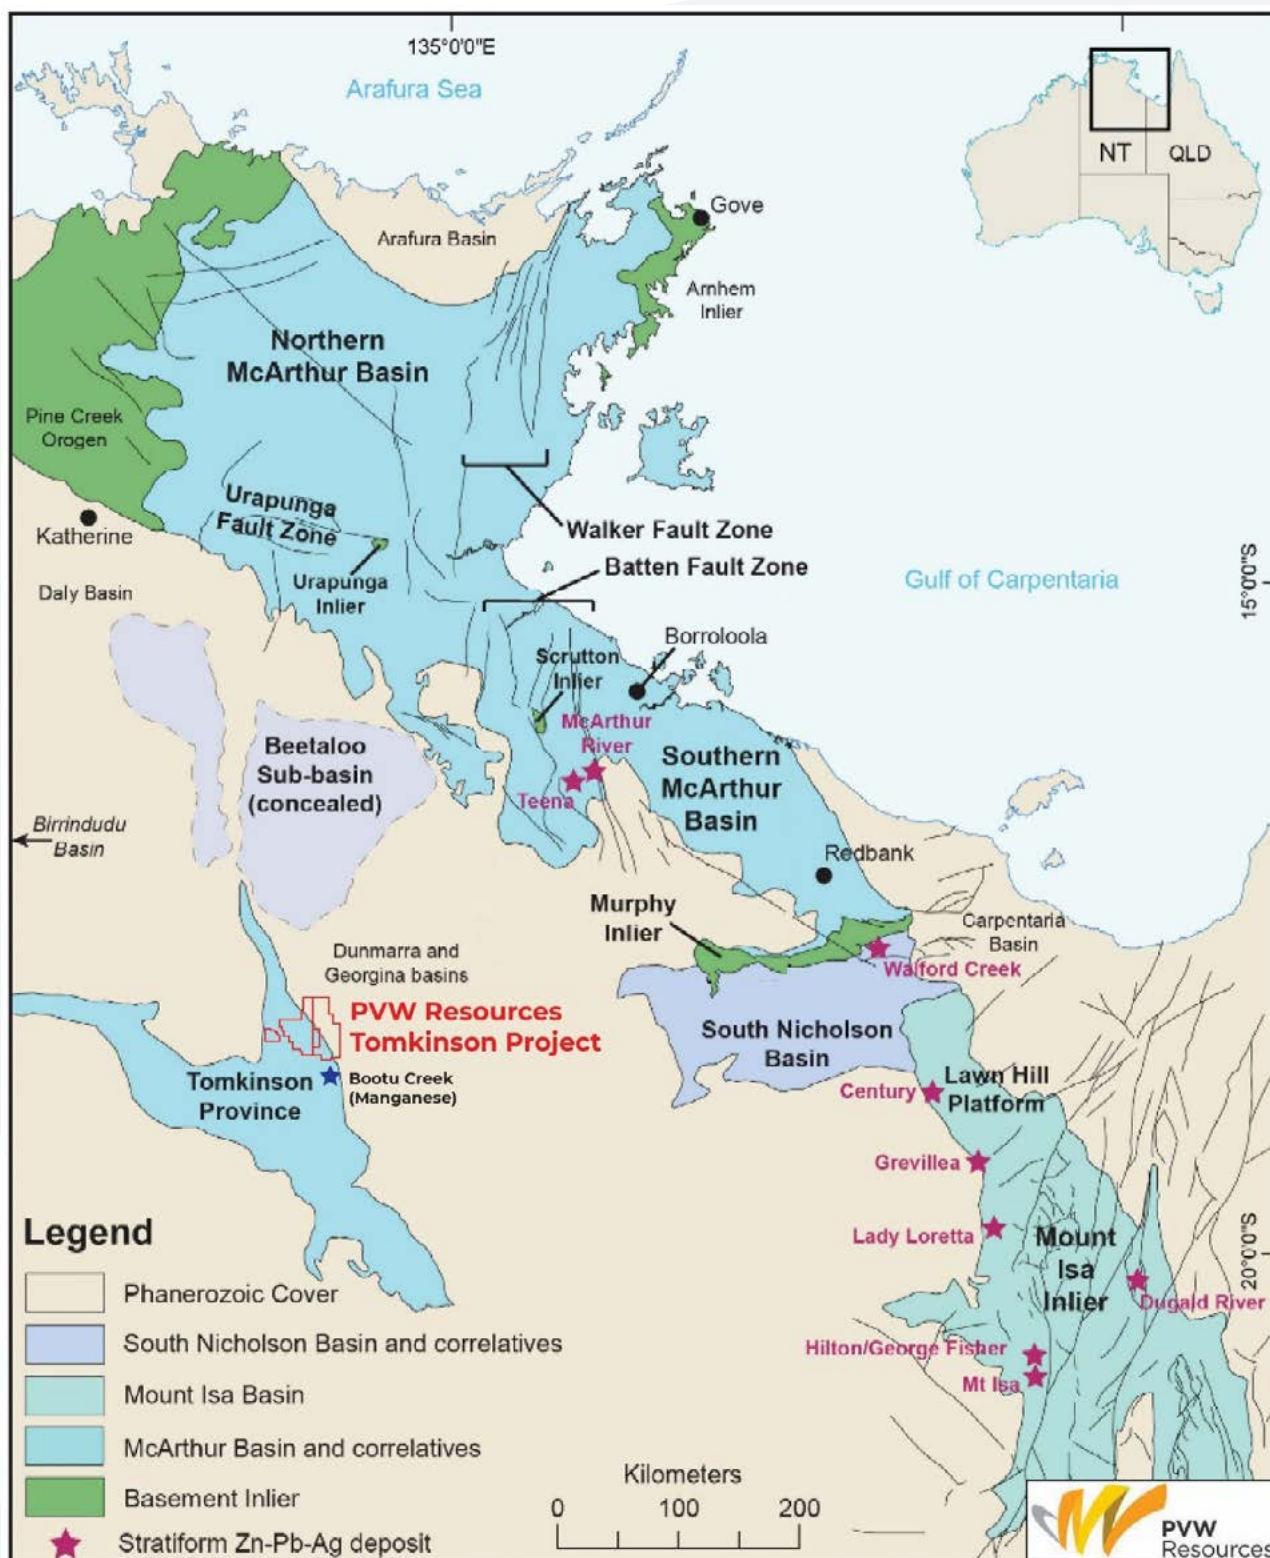 135°0'0"E
Arafura Sea
NT
QLD
Gove
Arafura Basin
Arnhem
Inlier
Northern
McArthur Basin
Pine Creek
Orogen
Urapunga
Fault Zone
Katherine
Walker Fault Zone
Batten Fault Zone
Urapunga
Inlier
Gulf of Carpentaria
15°0'0"S
Daly Basin
Borroloola
Scrutton
Inlier
McArthur
River
Teena
Beetaloo
Sub-basin
(concealed)
Southern
McArthur
Basin
Birrindudu
Basin
Redbank
Murphy
Inlier
Carpentaria
Basin
Walford Creek
Dunmarra and
Georgina basins
PVW Resources
Tomkinson Project
South Nicholson
Basin
Tomkinson
Province
Bootu Creek
(Manganese)
Century
Lawn Hill
Platform
Grevillea
Lady Loretta
Mount
Isa
Inlier
20°0'0"S
Dugald River
Hilton/George Fisher
Mt Isa
Legend
Phanerozoic Cover
South Nicholson Basin and correlatives
Mount Isa Basin
McArthur Basin and correlatives
Basement Inlier
Stratiform Zn-Pb-Ag deposit
Kilometers
0 100 200
PVW
Resources